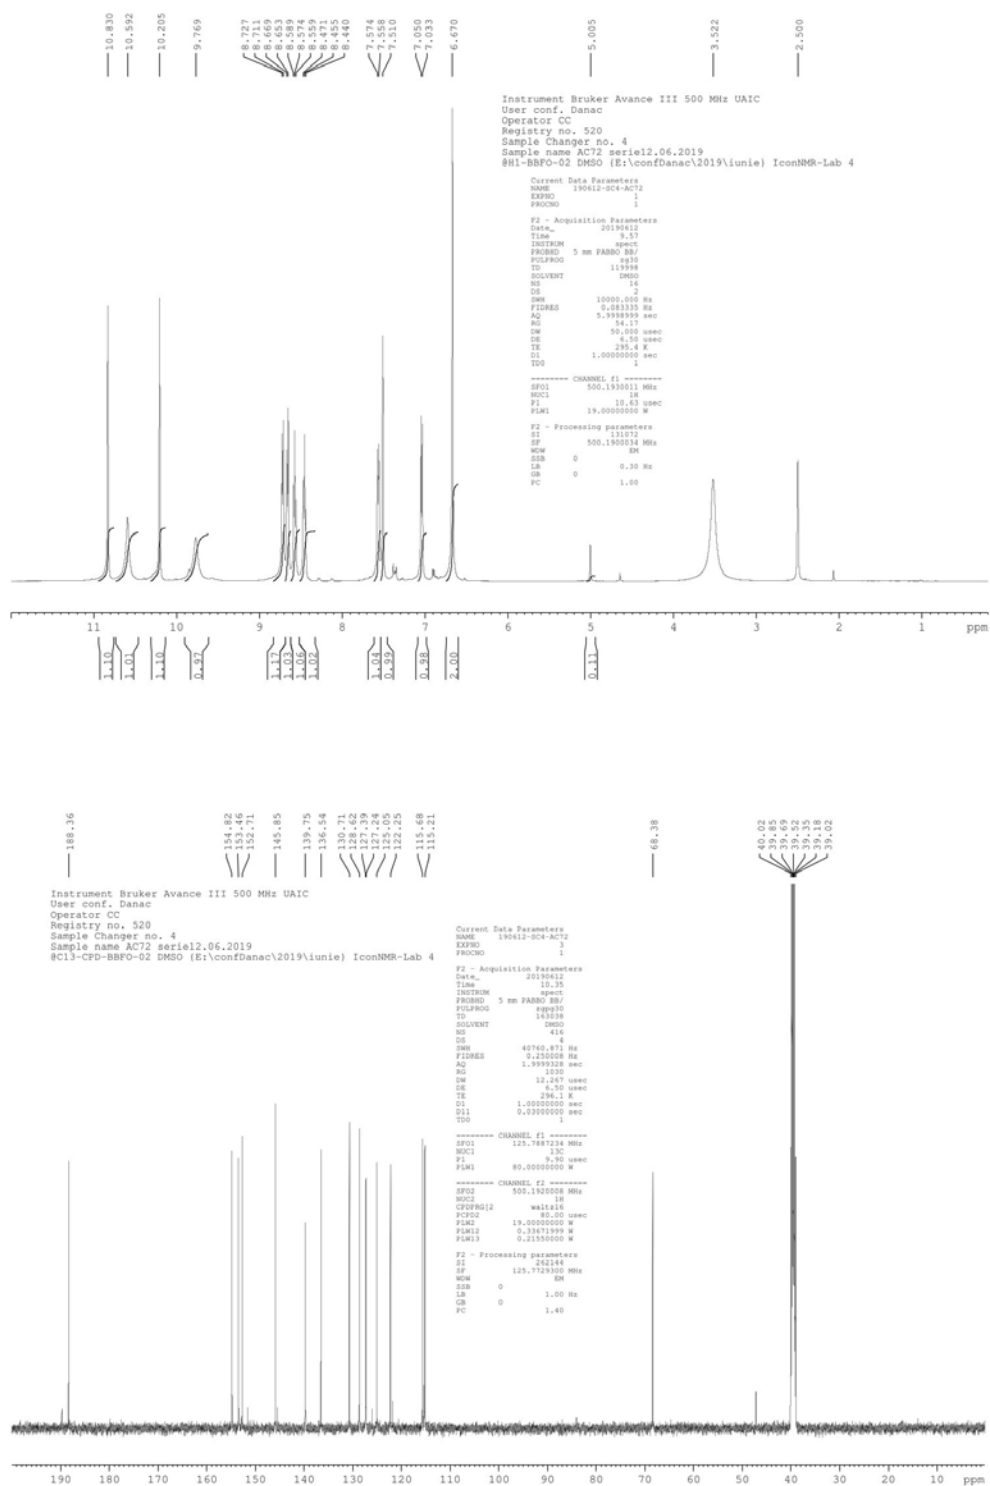 10.830
10.592
10.205
9.769
8.727
8.711
8.669
8.653
8.589
8.574
8.559
8.471
8.455
8.440
7.574
7.558
7.510
7.050
7.033
6.670
5.005
3.522
2.500
Instrument Bruker Avance III 500 MHz UAIC
User conf. Danac
Operator CC
Registry no. 520
Sample Changer no. 4
Sample name AC72 serie12.06.2019
@H1-BBFO-02 DMSO {E:\confDanac\2019\iunie} IconNMR-Lab 4
Current Data Parameters
NAME 190612-SC4-AC72
EXPNO 1
PROCNO 1
F2 - Acquisition Parameters
Date_ 20190612
Time 9.57
INSTRUM spect
PROBHD 5 mm PABBO BB/
PULPROG zg30
TD 119998
SOLVENT DMSO
NS 16
DS 2
SWH 10000.000 Hz
FIDRES 0.083335 Hz
AQ 5.9998999 sec
RG 54.17
DW 50.000 usec
DE 6.50 usec
TE 295.4 K
D1 1.00000000 sec
TD0 1
======== CHANNEL f1 ========
SFO1 500.1930011 MHz
NUC1 1H
P1 10.63 usec
PLW1 19.00000000 W
F2 - Processing parameters
SI 131072
SF 500.1900034 MHz
WDW EM
SSB 0
LB 0.30 Hz
GB 0
PC 1.00
11 10 9 8 7 6 5 4 3 2 1 ppm
1.10
1.01
1.10
0.97
1.17
1.03
1.06
1.02
1.04
0.99
0.98
2.00
0.11
188.36
154.82
153.46
152.71
145.85
139.75
136.54
130.71
128.62
127.39
127.24
125.05
122.25
115.68
115.21
68.38
40.02
39.85
39.69
39.52
39.35
39.18
39.02
Instrument Bruker Avance III 500 MHz UAIC
User conf. Danac
Operator CC
Registry no. 520
Sample Changer no. 4
Sample name AC72 serie12.06.2019
@C13-CPD-BBFO-02 DMSO {E:\confDanac\2019\iunie} IconNMR-Lab 4
Current Data Parameters
NAME 190612-SC4-AC72
EXPNO 3
PROCNO 1
F2 - Acquisition Parameters
Date_ 20190612
Time 10.35
INSTRUM spect
PROBHD 5 mm PABBO BB/
PULPROG zgpg30
TD 163038
SOLVENT DMSO
NS 416
DS 4
SWH 40760.871 Hz
FIDRES 0.250008 Hz
AQ 1.9999328 sec
RG 1030
DW 12.267 usec
DE 6.50 usec
TE 296.1 K
D1 1.00000000 sec
D11 0.03000000 sec
TD0 1
======== CHANNEL f1 ========
SFO1 125.7887234 MHz
NUC1 13C
P1 9.90 usec
PLW1 80.00000000 W
======== CHANNEL f2 ========
SFO2 500.1920008 MHz
NUC2 1H
CPDPRG[2 waltz16
PCPD2 80.00 usec
PLW2 19.00000000 W
PLW12 0.33671999 W
PLW13 0.21550000 W
F2 - Processing parameters
SI 262144
SF 125.7729300 MHz
WDW EM
SSB 0
LB 1.00 Hz
GB 0
PC 1.40
190 180 170 160 150 140 130 120 110 100 90 80 70 60 50 40 30 20 10 ppm